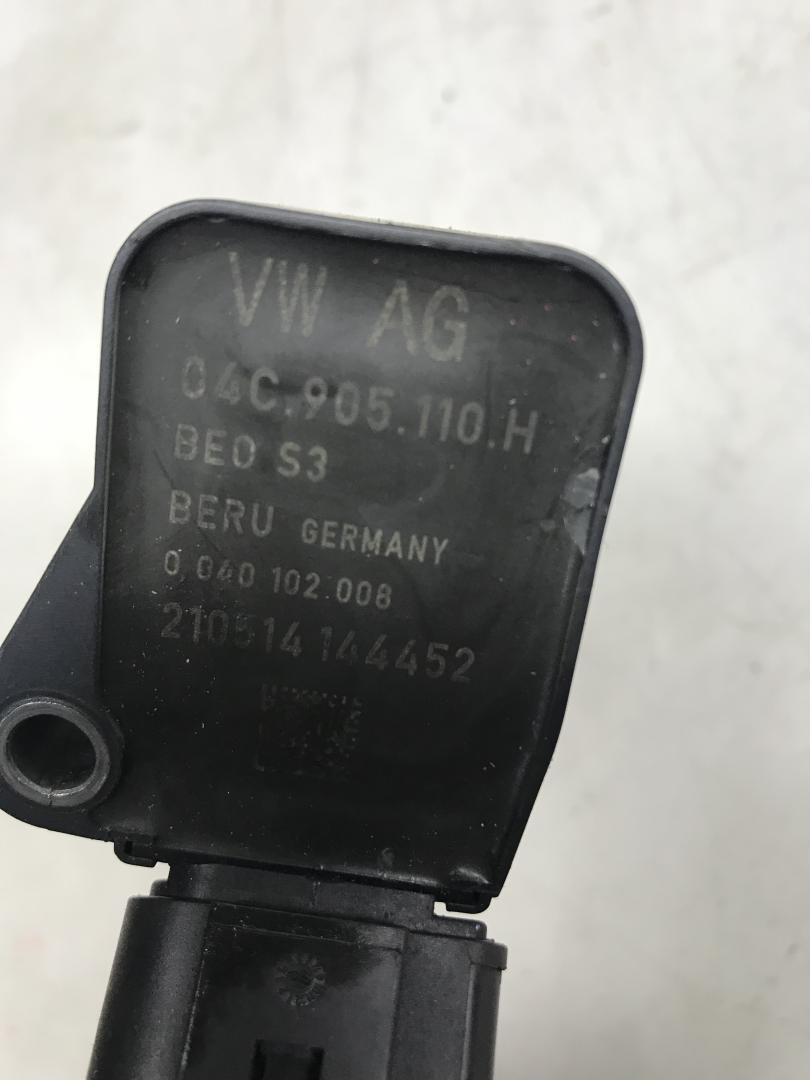 VW AG
04C.905.110.H
BEO S3
BERU GERMANY
0 040 102 008
210514 144452